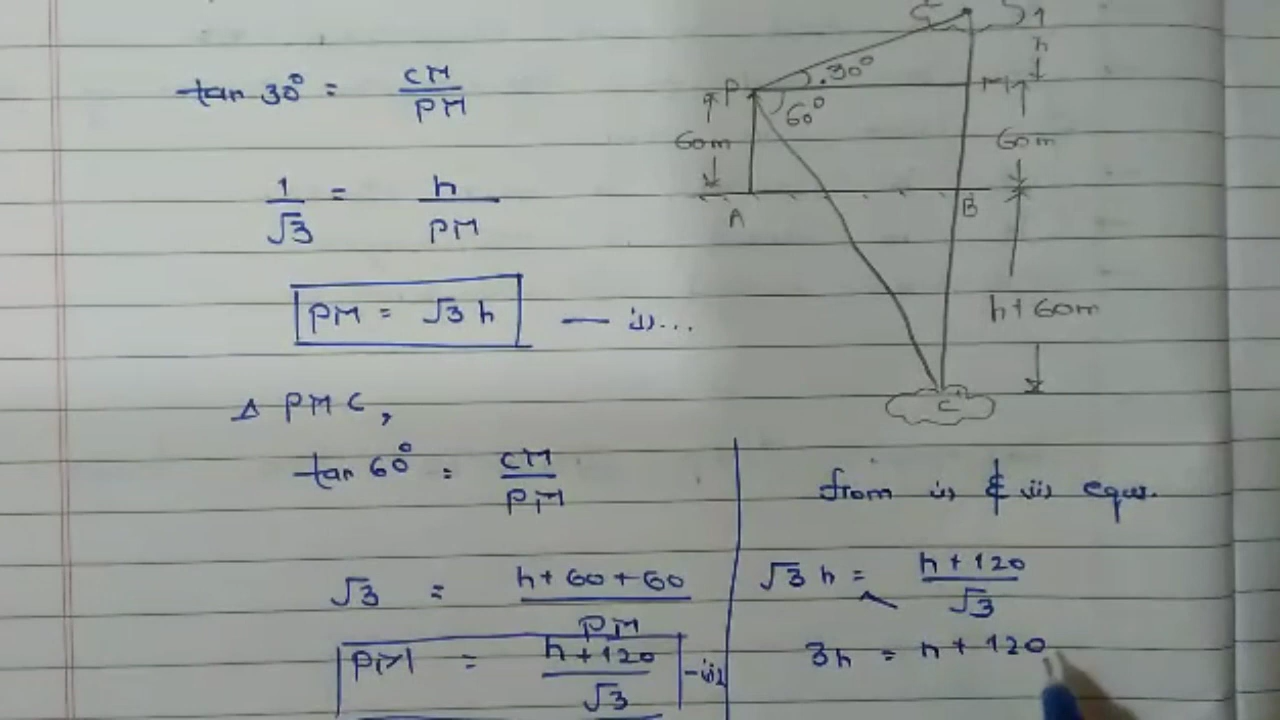 tan 30° = CM/PM
1/√3 = h/PM
PM = √3 h — i)...
Δ PMC,
tan 60° = CM/PM
√3 = h+60+60/PM
PM = h+120/√3 — ii)
C
h
30°
P
M
60°
60m
60m
A
B
h+60m
C
from i) & ii) equs.
√3 h = h+120/√3
3h = h+120